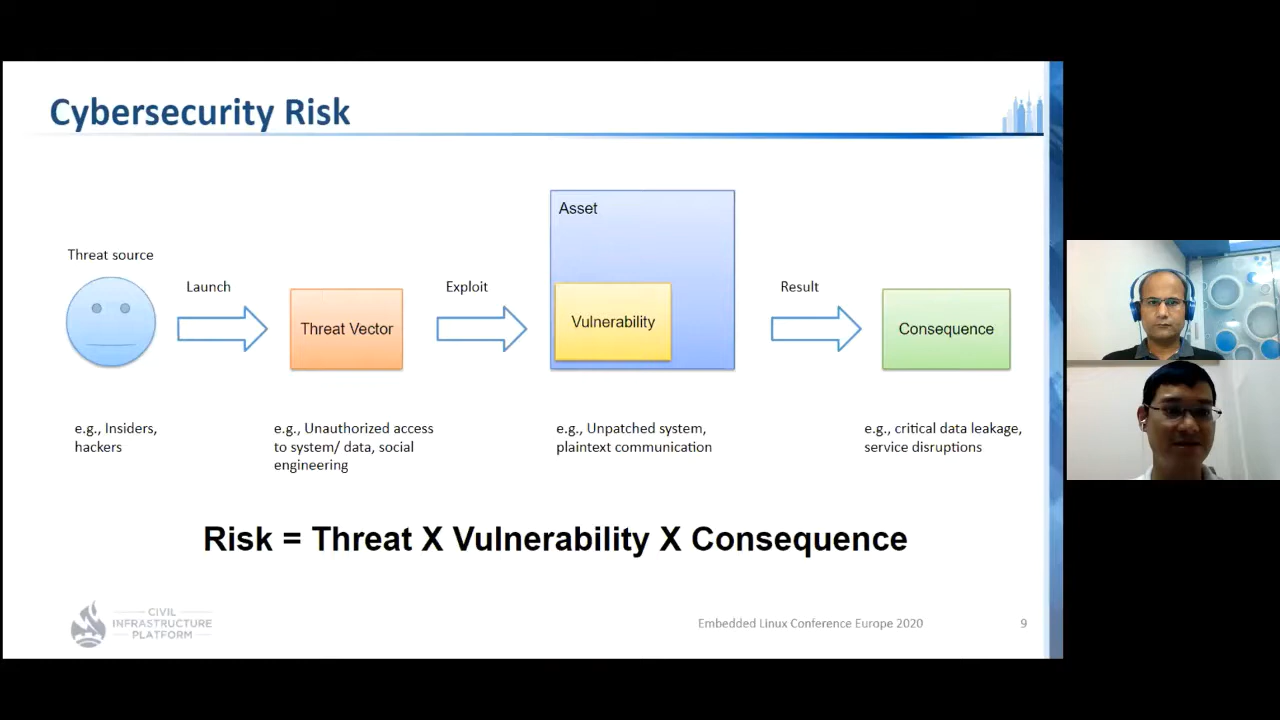 Cybersecurity Risk
Asset
Threat source
Launch
Exploit
Result
Threat Vector
Vulnerability
Consequence
e.g., Insiders,
hackers
e.g., Unauthorized access
to system/ data, social
engineering
e.g., Unpatched system,
plaintext communication
e.g., critical data leakage,
service disruptions
Risk = Threat X Vulnerability X Consequence
CIVIL
INFRASTRUCTURE
PLATFORM
Embedded Linux Conference Europe 2020
9